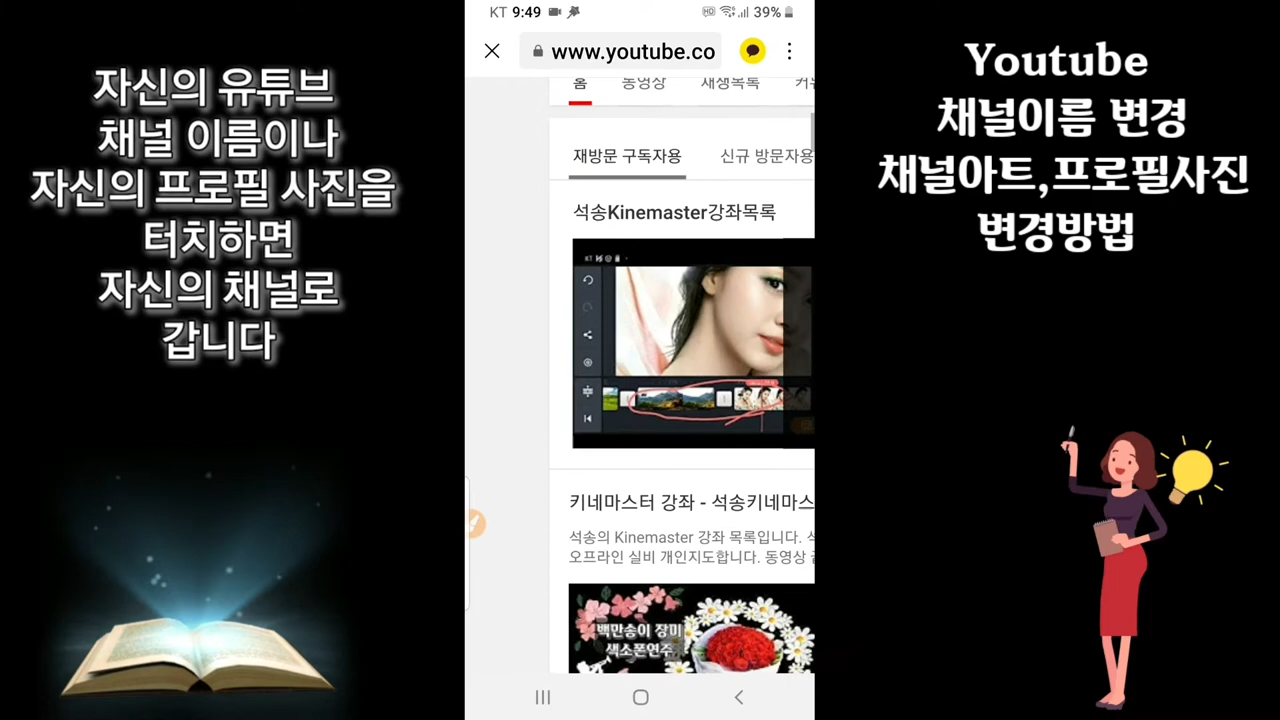 자신의 유튜브
채널 이름이나
자신의 프로필 사진을
터치하면
자신의 채널로
갑니다
KT 9:49
39%
www.youtube.co
홈 동영상 재생목록
재방문 구독자용 신규 방문자용
석송Kinemaster강좌목록
키네마스터 강좌 - 석송키네마스
석송의 Kinemaster 강좌 목록입니다.
오프라인 실비 개인지도합니다. 동영상
백만송이 장미
색소폰연주
Youtube
채널이름 변경
채널아트,프로필사진
변경방법